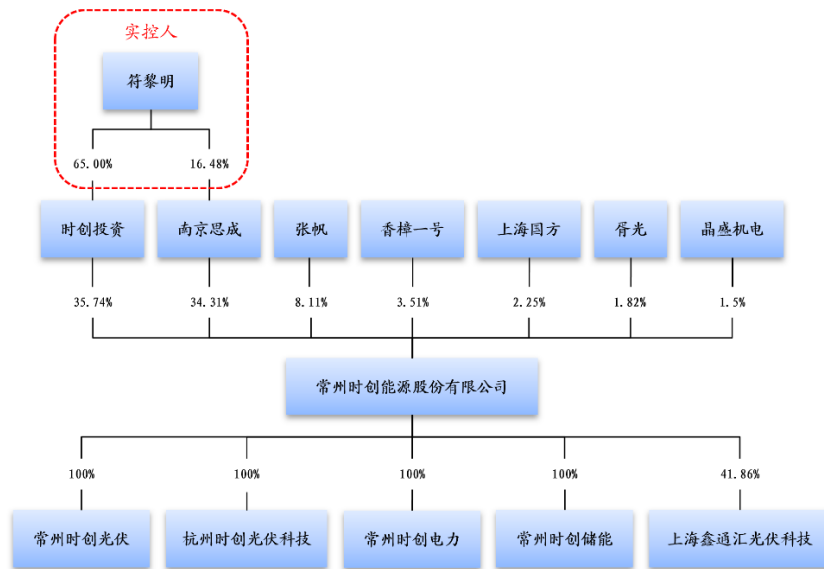 实控人
符黎明
65.00%
16.48%
时创投资
南京思成
张帆
香樟一号
上海国方
胥光
晶盛机电
35.74%
34.31%
8.11%
3.51%
2.25%
1.82%
1.5%
常州时创能源股份有限公司
100%
100%
100%
100%
41.86%
常州时创光伏
杭州时创光伏科技
常州时创电力
常州时创储能
上海鑫通汇光伏科技